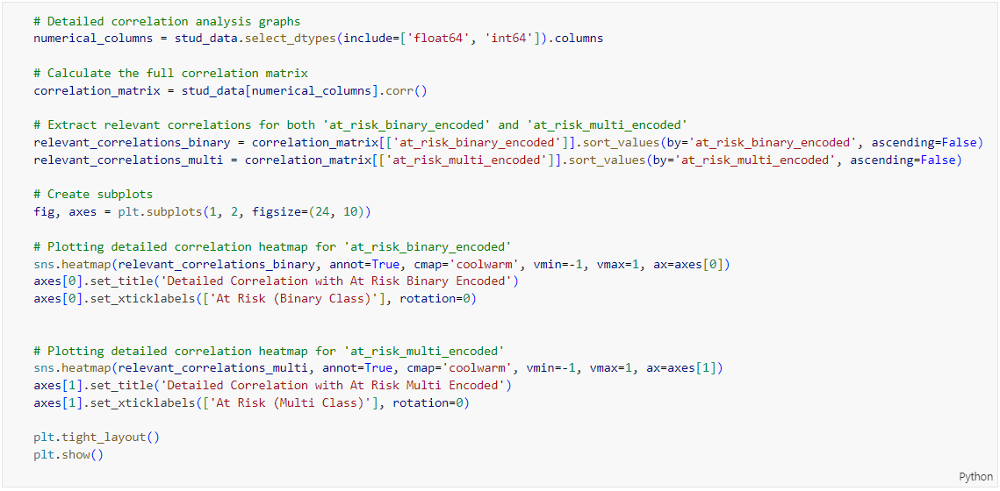 # Detailed correlation analysis graphs
numerical_columns = stud_data.select_dtypes(include=['float64', 'int64']).columns
# Calculate the full correlation matrix
correlation_matrix = stud_data[numerical_columns].corr()
# Extract relevant correlations for both 'at_risk_binary_encoded' and 'at_risk_multi_encoded'
relevant_correlations_binary = correlation_matrix[['at_risk_binary_encoded']].sort_values(by='at_risk_binary_encoded', ascending=False)
relevant_correlations_multi = correlation_matrix[['at_risk_multi_encoded']].sort_values(by='at_risk_multi_encoded', ascending=False)
# Create subplots
fig, axes = plt.subplots(1, 2, figsize=(24, 10))
# Plotting detailed correlation heatmap for 'at_risk_binary_encoded'
sns.heatmap(relevant_correlations_binary, annot=True, cmap='coolwarm', vmin=-1, vmax=1, ax=axes[0])
axes[0].set_title('Detailed Correlation with At Risk Binary Encoded')
axes[0].set_xticklabels(['At Risk (Binary Class)'], rotation=0)
# Plotting detailed correlation heatmap for 'at_risk_multi_encoded'
sns.heatmap(relevant_correlations_multi, annot=True, cmap='coolwarm', vmin=-1, vmax=1, ax=axes[1])
axes[1].set_title('Detailed Correlation with At Risk Multi Encoded')
axes[1].set_xticklabels(['At Risk (Multi Class)'], rotation=0)
plt.tight_layout()
plt.show()
Python